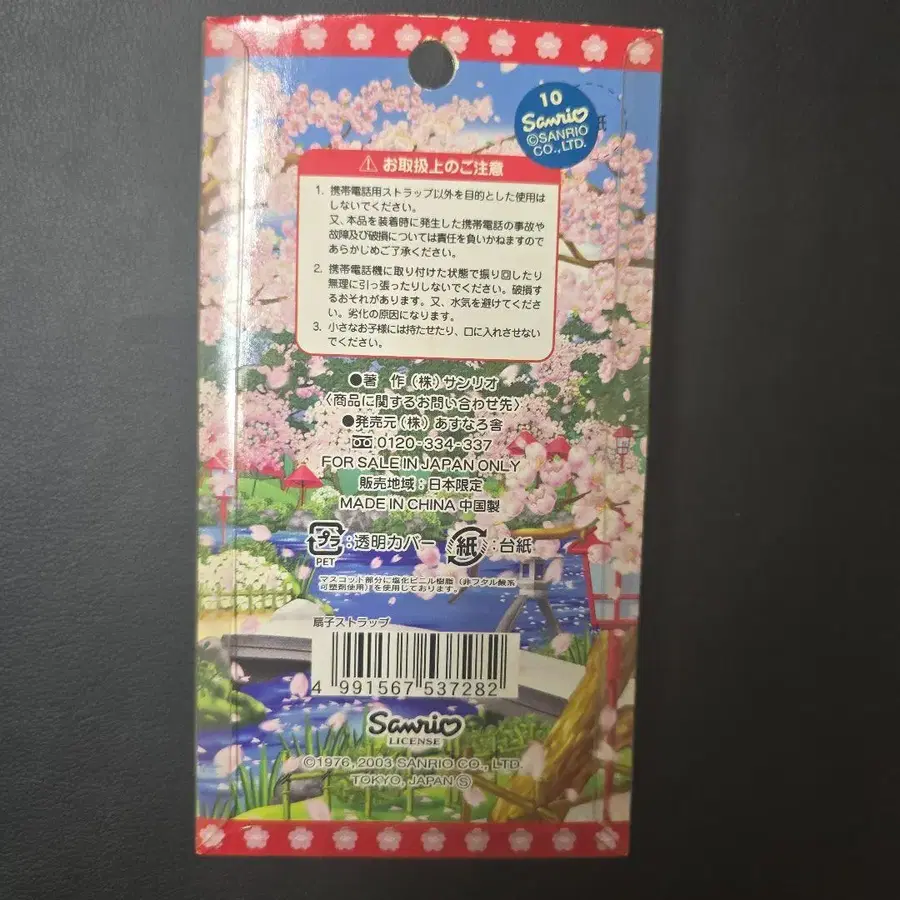 10
Sanrio
©SANRIO
CO.,LTD.
紙
⚠ お取扱上のご注意
1. 携帯電話用ストラップ以外を目的とした使用は
しないでください。
又、本品を装着時に発生した携帯電話の事故や
故障及び破損については責任を負いかねますので
あらかじめご了承ください。
2. 携帯電話機に取り付けた状態で振り回したり
無理に引っ張ったりしないでください。破損す
るおそれがあります。又、水気を避けてくださ
い。劣化の原因になります。
3. 小さなお子様には持たせたり、口に入れさせない
でください。
●著 作(株)サンリオ
〈商品に関するお問い合わせ先〉
●発売元(株)あすなろ舎
0120-334-337
FOR SALE IN JAPAN ONLY
販売地域:日本限定
MADE IN CHINA 中国製
プラ:透明カバー 紙:台紙
PET
マスコット部分に塩化ビニル樹脂(非フタル酸系
可塑剤使用)を使用しております。
扇子ストラップ
4 991567 537282
Sanrio
LICENSE
©1976, 2003 SANRIO CO., LTD.
TOKYO, JAPAN Ⓢ